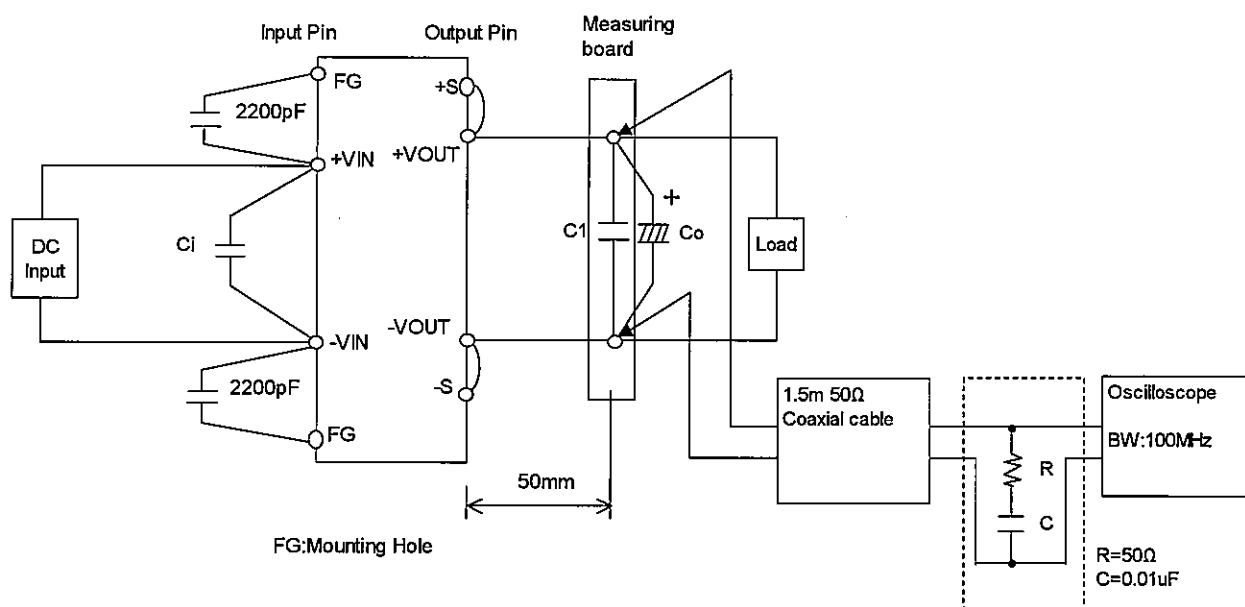 Input Pin
Output Pin
Measuring
board
FG
2200pF
+S
+VIN
+VOUT
+
Ci
C1
Co
DC
Input
Load
-VIN
-VOUT
2200pF
-S
FG
1.5m 50Ω
Coaxial cable
Oscilloscope
BW:100MHz
R
C
50mm
FG:Mounting Hole
R=50Ω
C=0.01uF